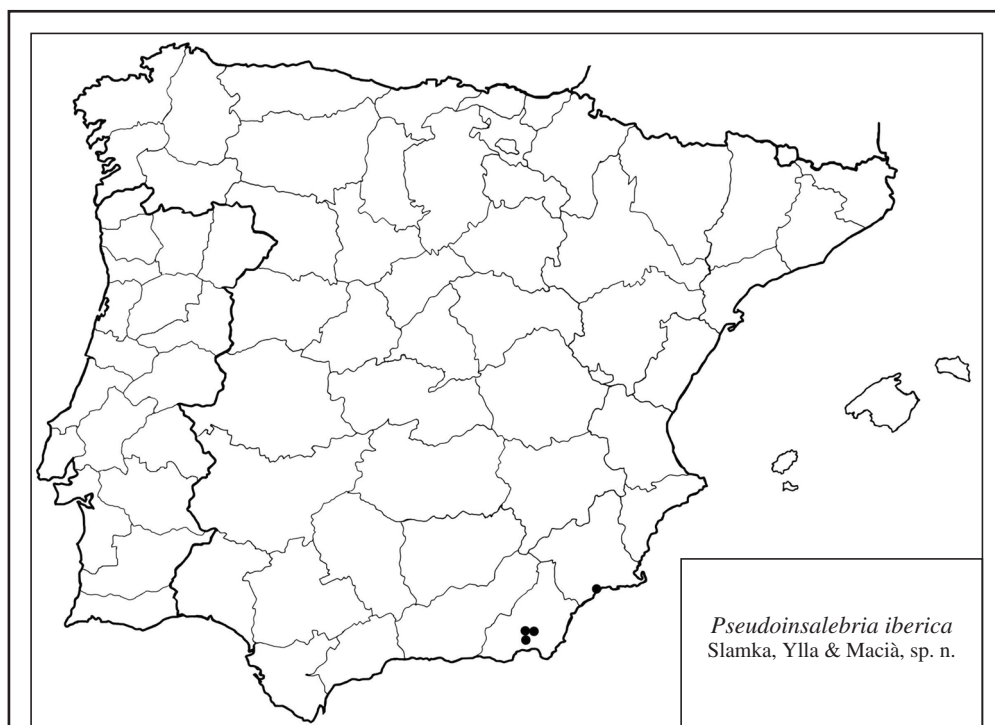 Pseudoinsalebria iberica
Slamka, Ylla & Macià, sp. n.